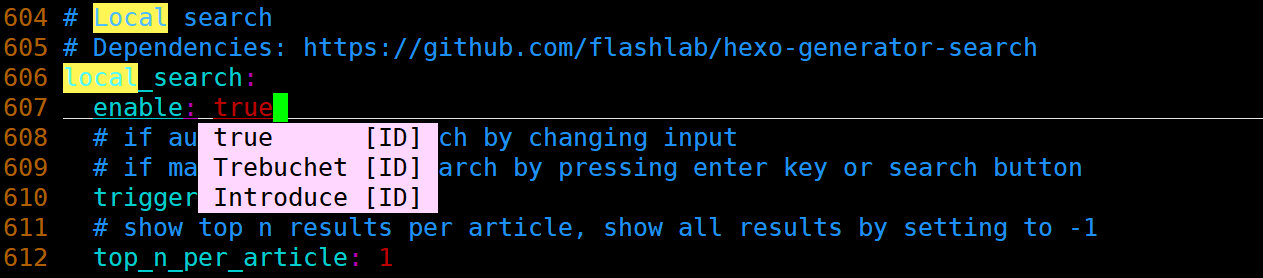 604 # Local search
605 # Dependencies: https://github.com/flashlab/hexo-generator-search
606 local_search:
607   enable: true
608   # if au true      [ID] ch by changing input
609   # if ma Trebuchet [ID] arch by pressing enter key or search button
610   trigger Introduce [ID]
611   # show top n results per article, show all results by setting to -1
612   top_n_per_article: 1